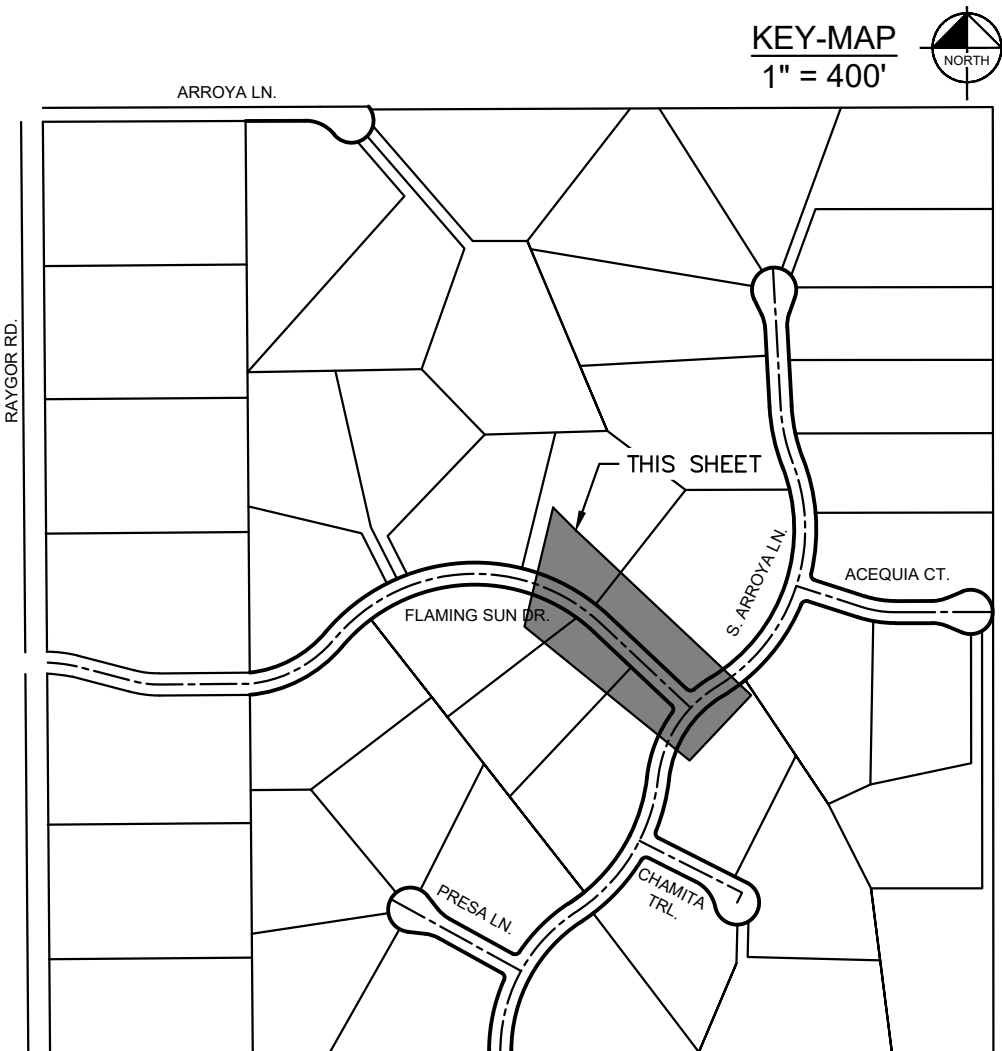 KEY-MAP
1" = 400'
NORTH
ARROYA LN.
RAYGOR RD.
THIS SHEET
S. ARROYA LN.
ACEQUIA CT.
FLAMING SUN DR.
CHAMITA
TRL.
PRESA LN.